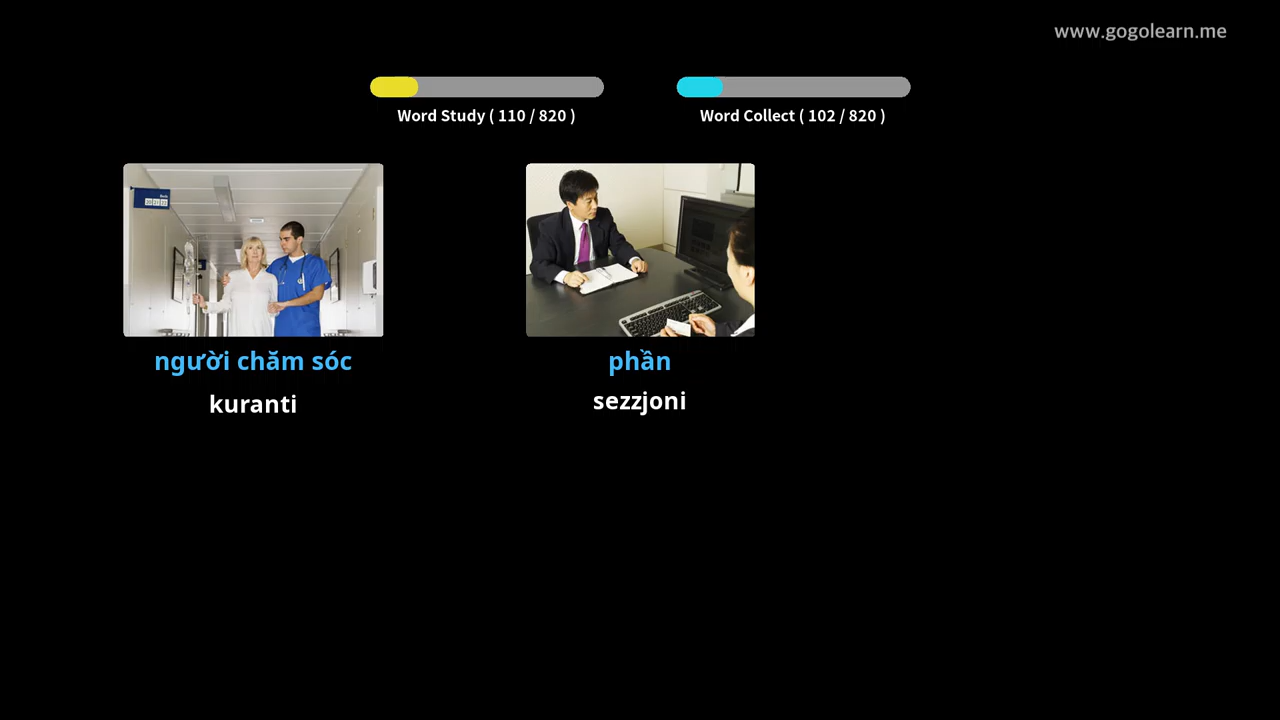 www.gogolearn.me
Word Study ( 110 / 820 )
Word Collect ( 102 / 820 )
người chăm sóc
phần
kuranti
sezzjoni